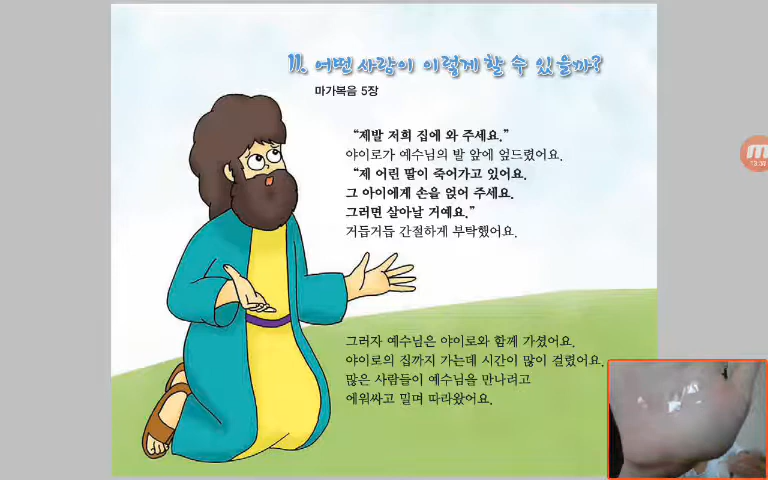 11. 어떤 사람이 이렇게 할 수 있을까?
마가복음 5장
“제발 저희 집에 와 주세요.”
야이로가 예수님의 발 앞에 엎드렸어요.
“제 어린 딸이 죽어가고 있어요.
그 아이에게 손을 얹어 주세요.
그러면 살아날 거예요.”
거듭거듭 간절하게 부탁했어요.
그러자 예수님은 야이로와 함께 가셨어요.
야이로의 집까지 가는데 시간이 많이 걸렸어요.
많은 사람들이 예수님을 만나려고
에워싸고 밀며 따라왔어요.